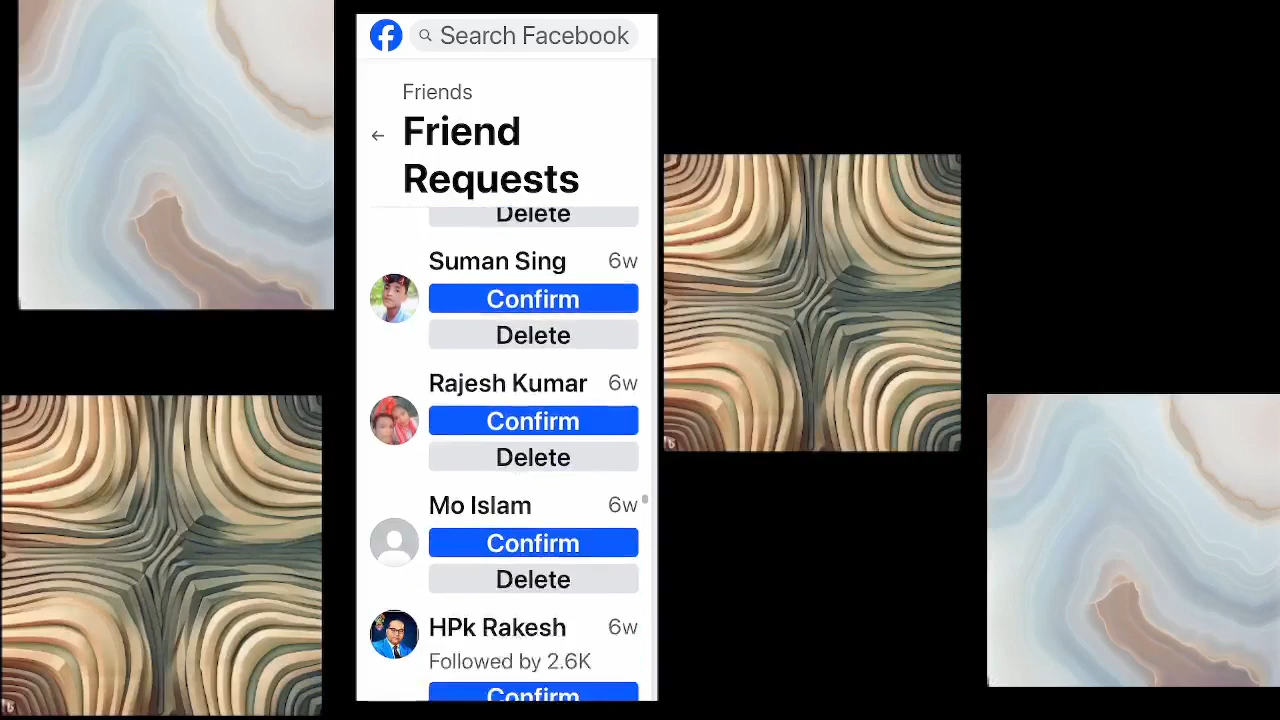 Search Facebook
Friends
Friend
Requests
Delete
Suman Sing 6w
Confirm
Delete
Rajesh Kumar 6w
Confirm
Delete
Mo Islam 6w
Confirm
Delete
HPk Rakesh 6w
Followed by 2.6K
Confirm